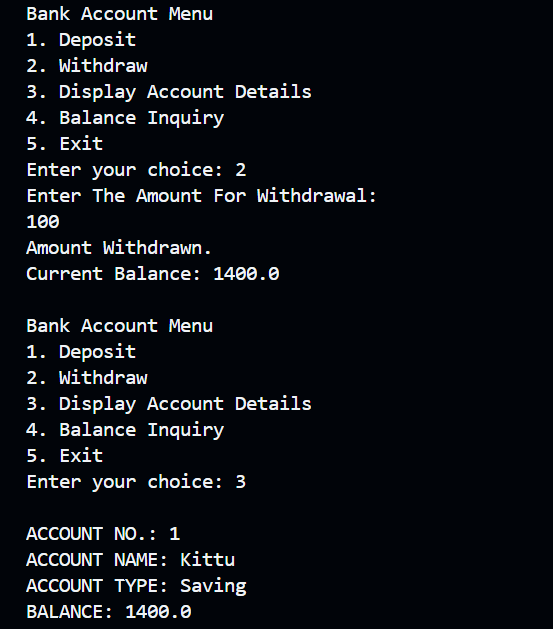 Bank Account Menu
1. Deposit
2. Withdraw
3. Display Account Details
4. Balance Inquiry
5. Exit
Enter your choice: 2
Enter The Amount For Withdrawal:
100
Amount Withdrawn.
Current Balance: 1400.0
Bank Account Menu
1. Deposit
2. Withdraw
3. Display Account Details
4. Balance Inquiry
5. Exit
Enter your choice: 3
ACCOUNT NO.: 1
ACCOUNT NAME: Kittu
ACCOUNT TYPE: Saving
BALANCE: 1400.0